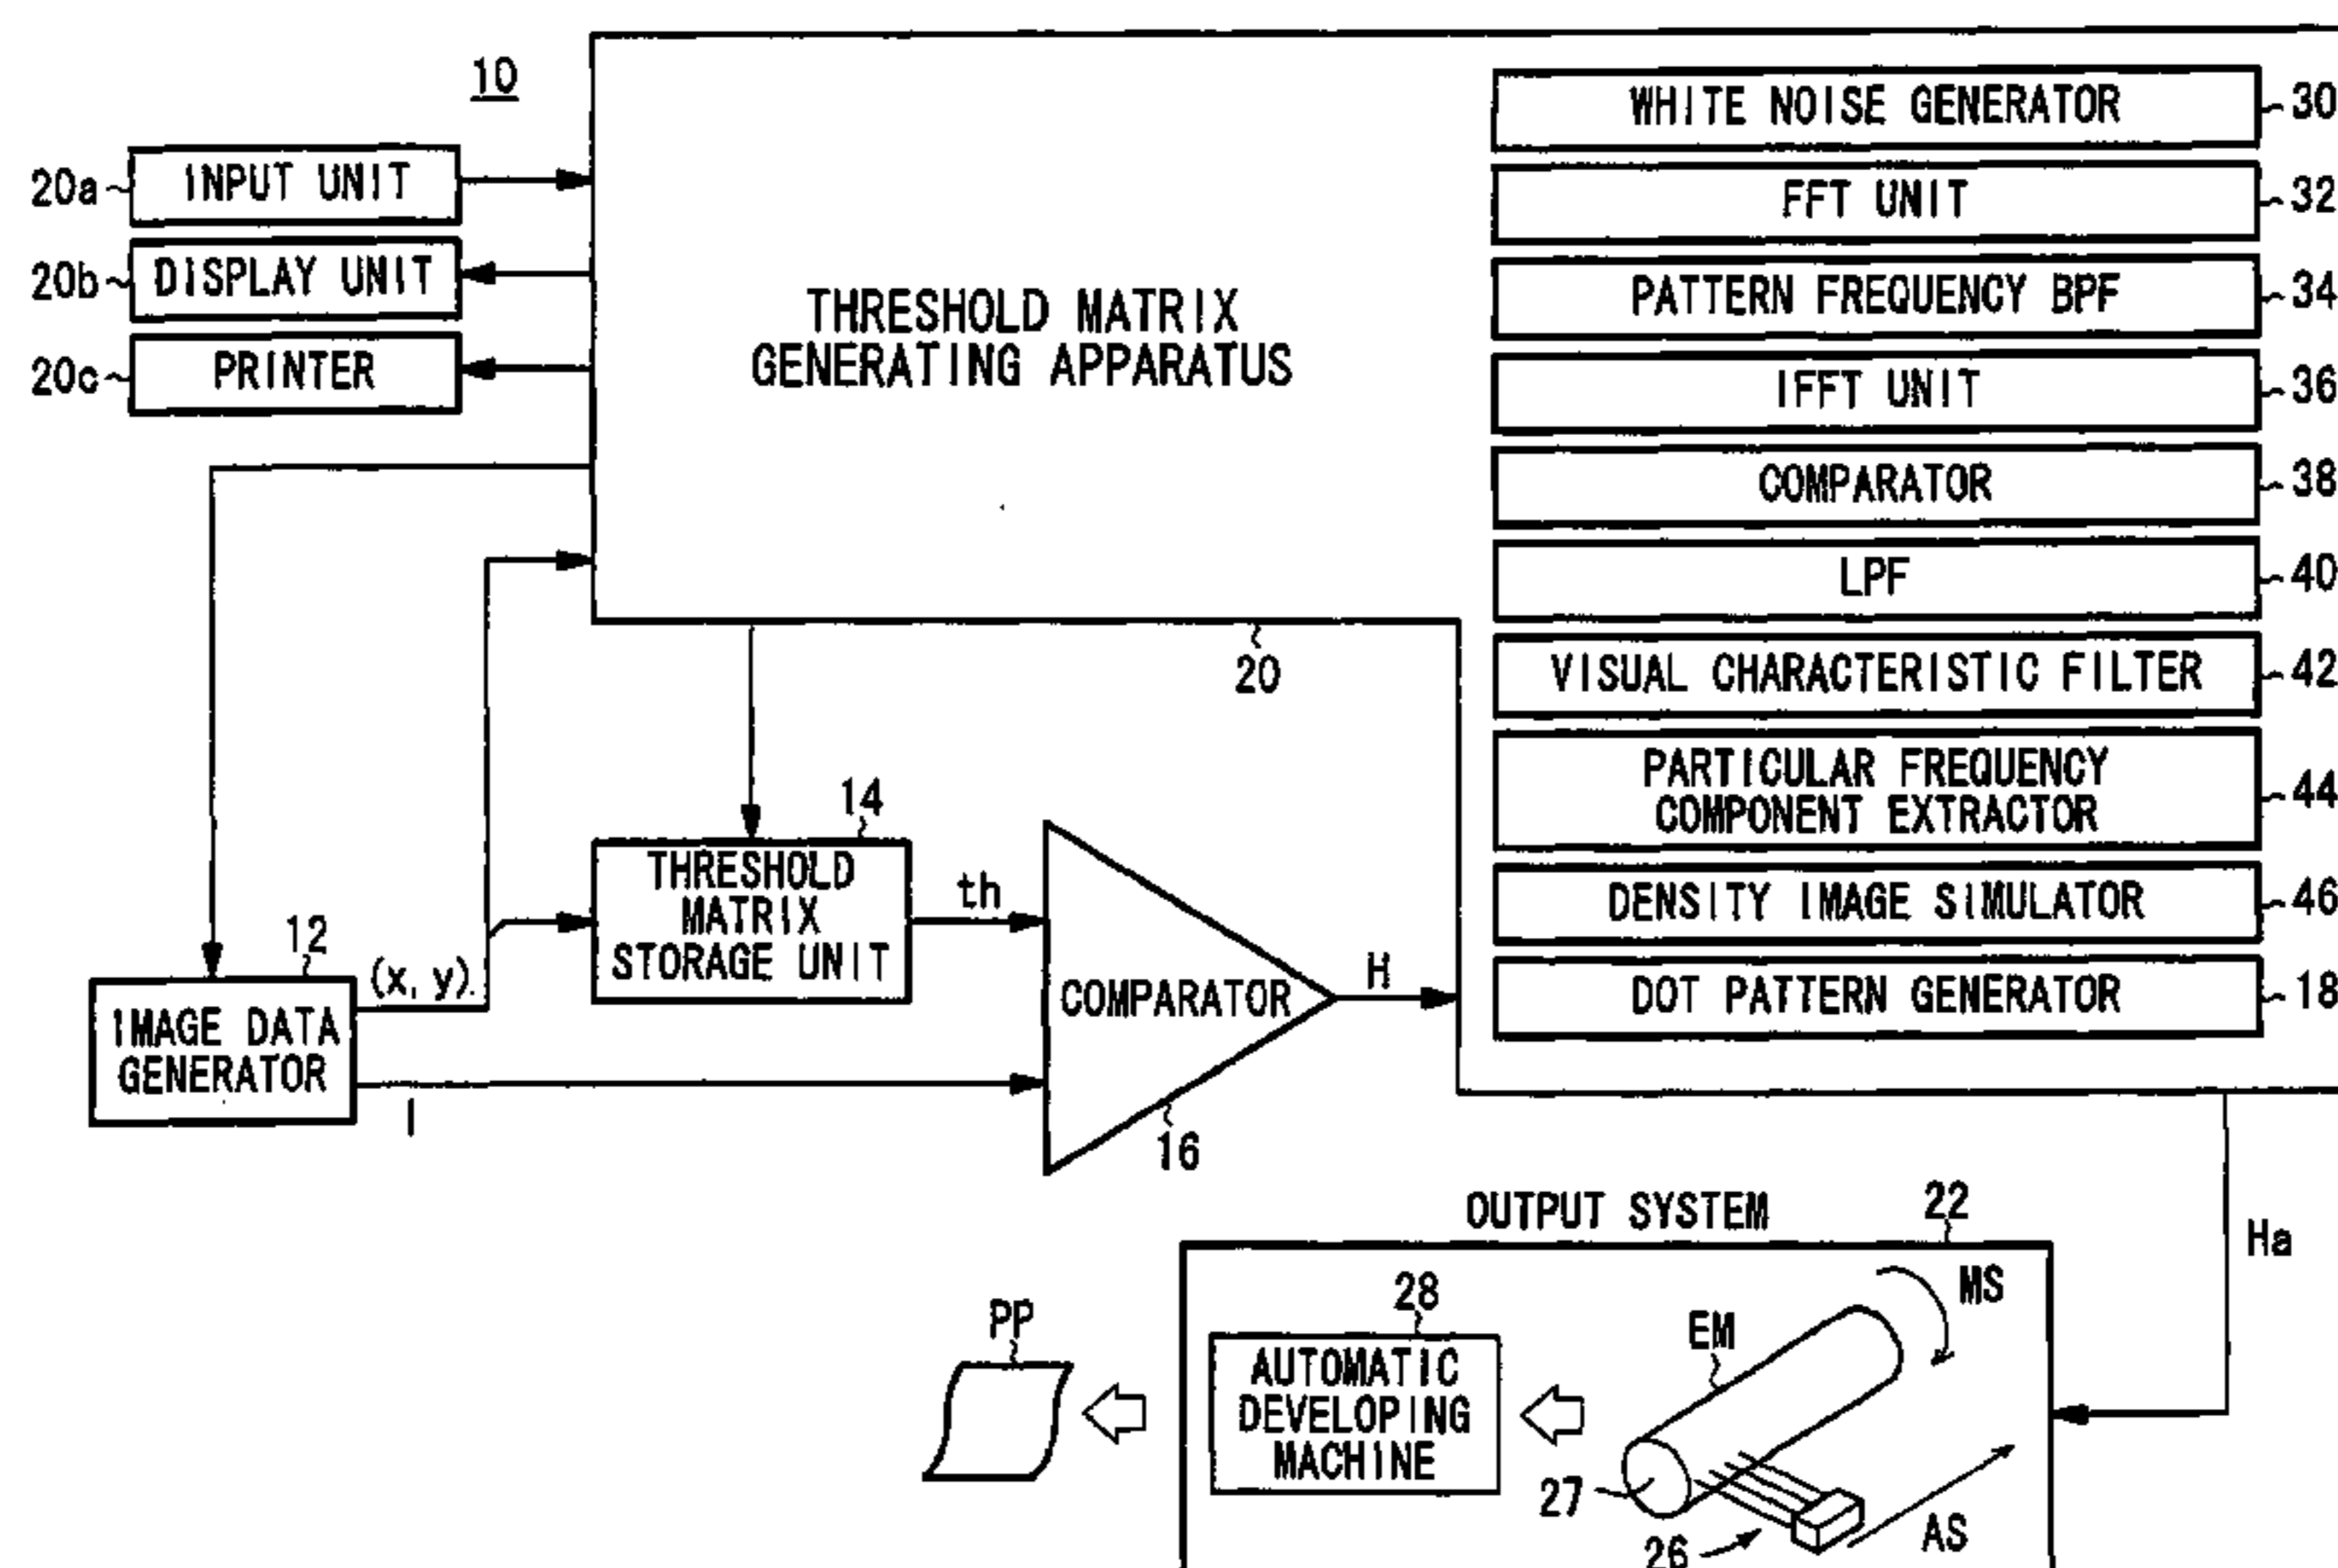 10
WHITE NOISE GENERATOR 30
20a INPUT UNIT
FFT UNIT 32
20b DISPLAY UNIT
PATTERN FREQUENCY BPF 34
THRESHOLD MATRIX
GENERATING APPARATUS
20c PRINTER
IFFT UNIT 36
COMPARATOR 38
LPF 40
20
VISUAL CHARACTERISTIC FILTER 42
PARTICULAR FREQUENCY
COMPONENT EXTRACTOR 44
14
THRESHOLD
MATRIX
STORAGE UNIT
th
DENSITY IMAGE SIMULATOR 46
12
(x, y)
IMAGE DATA
GENERATOR
I
COMPARATOR
16
H
DOT PATTERN GENERATOR 18
OUTPUT SYSTEM
22
Ha
PP
28
AUTOMATIC
DEVELOPING
MACHINE
EM
MS
27
26
AS